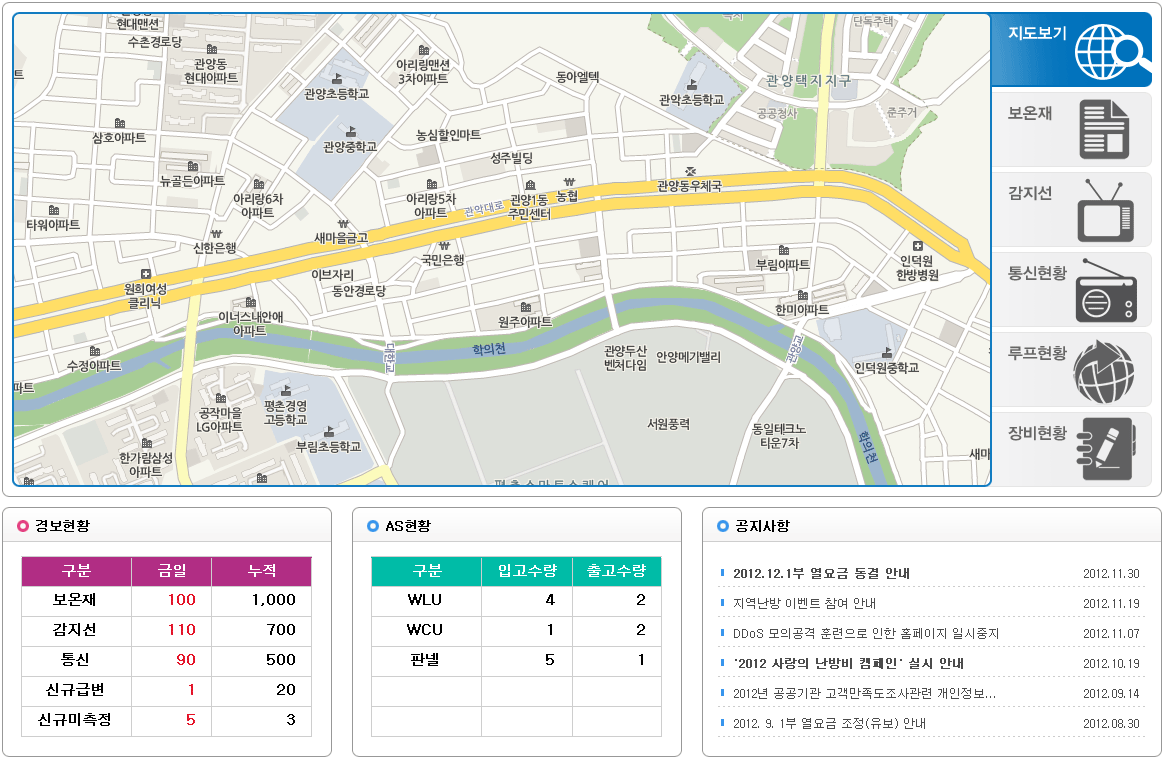 현대맨션
수촌경로당
단독주택
관양동
현대아파트
아리랑맨션
3차아파트
동아엘텍
관양택지지구
관양초등학교
관악초등학교
공공청사
준주거
삼호아파트
관양중학교
농심할인마트
성주빌딩
뉴골든아파트
관양동우체국
아리랑6차
아파트
아리랑5차
아파트
관악대로
관양1동
주민센터
농협
타워아파트
새마을금고
신한은행
국민은행
이브자리
동안경로당
부림아파트
인덕원
한방병원
원희여성
클리닉
이너스내안애
아파트
원주아파트
한미아파트
수정아파트
대한교
학의천
관양두산
벤처다임
안양메기밸리
관양교
인덕원중학교
파트
공작마을
LG아파트
평촌경영
고등학교
부림초등학교
서원풍력
동일테크노
티운7차
학의천
한가람삼성
아파트
새마
평촌스마트스퀘어
지도보기
보온재
감지선
통신현황
루프현황
장비현황
경보현황
구분 금일 누적
보온재 100 1,000
감지선 110 700
통신 90 500
신규급변 1 20
신규미측정 5 3
AS현황
구분 입고수량 출고수량
WLU 4 2
WCU 1 2
판넬 5 1
공지사항
2012.12.1부 열요금 동결 안내 2012.11.30
지역난방 이벤트 참여 안내 2012.11.19
DDoS 모의공격 훈련으로 인한 홈페이지 일시중지 2012.11.07
'2012 사랑의 난방비 캠페인' 실시 안내 2012.10.19
2012년 공공기관 고객만족도조사관련 개인정보... 2012.09.14
2012. 9. 1부 열요금 조정(유보) 안내 2012.08.30